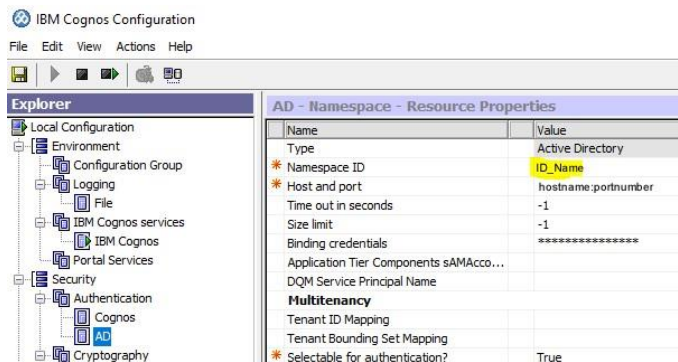 IBM Cognos Configuration
File Edit View Actions Help
Explorer
Local Configuration
Environment
Configuration Group
Logging
File
IBM Cognos services
IBM Cognos
Portal Services
Security
Authentication
Cognos
AD
Cryptography
AD - Namespace - Resource Properties
Name Value
Type Active Directory
* Namespace ID ID_Name
* Host and port hostname:portnumber
Time out in seconds -1
Size limit -1
Binding credentials ***************
Application Tier Components sAMAcco...
DQM Service Principal Name
Multitenancy
Tenant ID Mapping
Tenant Bounding Set Mapping
* Selectable for authentication? True